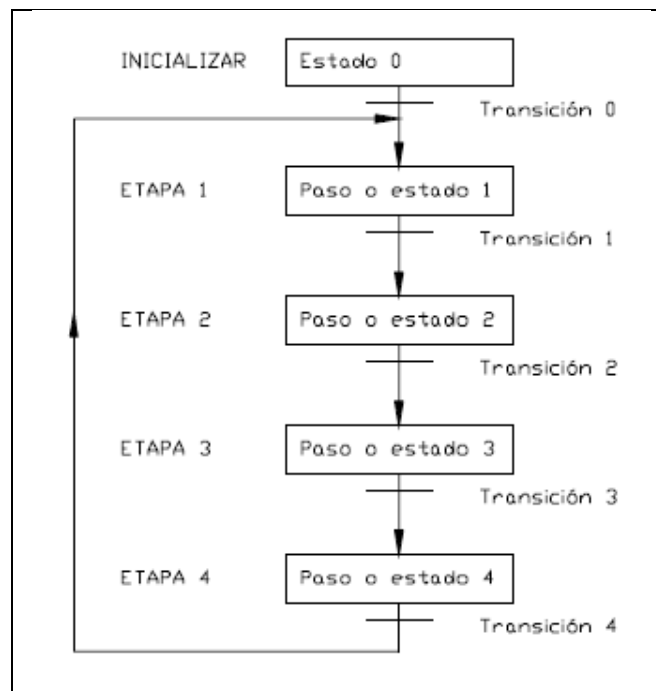 INICIALIZAR Estado 0
Transición 0
ETAPA 1 Paso o estado 1
Transición 1
ETAPA 2 Paso o estado 2
Transición 2
ETAPA 3 Paso o estado 3
Transición 3
ETAPA 4 Paso o estado 4
Transición 4